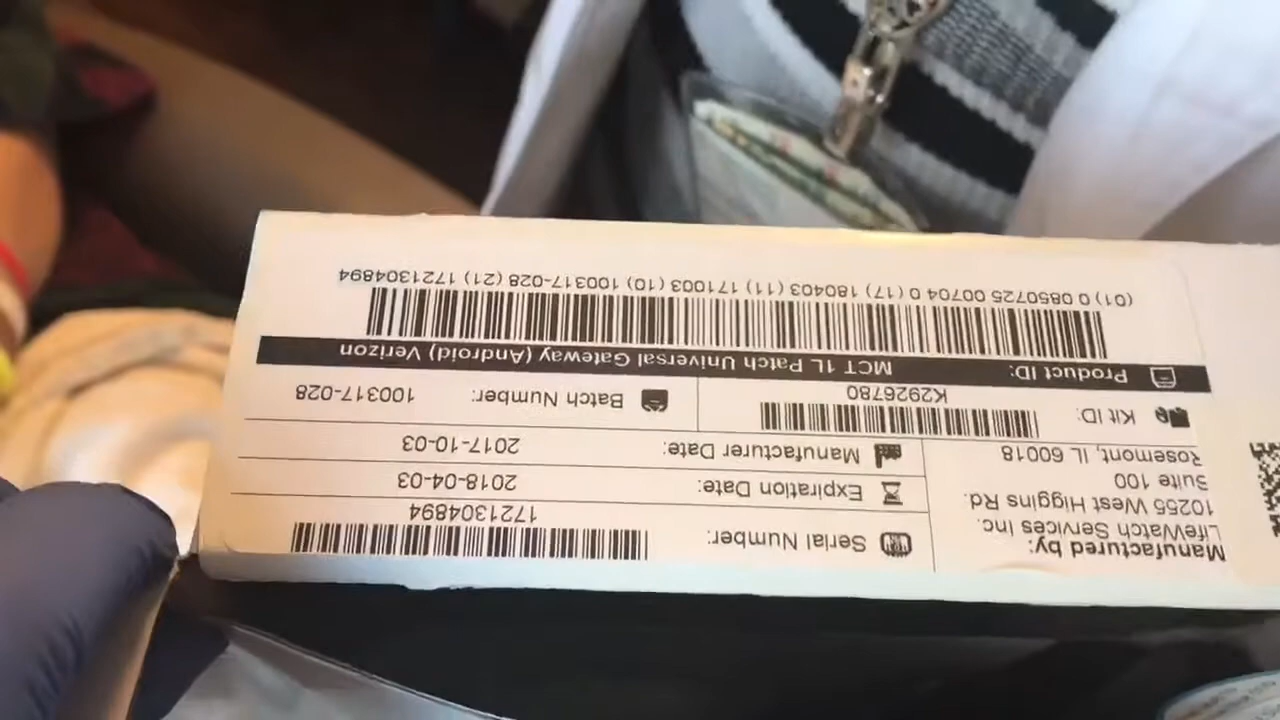 Manufactured by:
LifeWatch Services Inc.
10255 West Higgins Rd.
Suite 100
Rosemont, IL 60018
Serial Number:
1721304894
Expiration Date: 2018-04-03
Manufacturer Date: 2017-10-03
Kit ID:
K2926780
Batch Number: 100317-028
Product ID: MCT 1L Patch Universal Gateway (Android) Verizon
(01) 0 0850725 00704 0 (17) 180403 (11) 171003 (10) 100317-028 (21) 1721304894